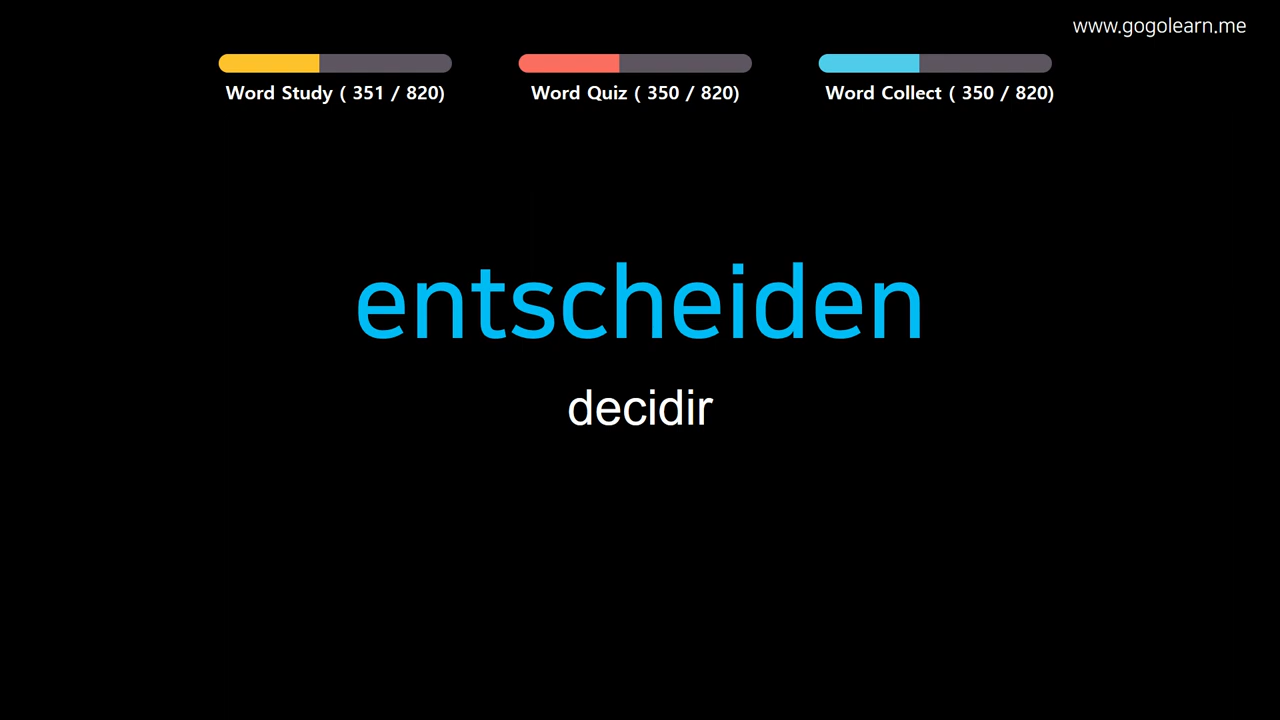 www.gogolearn.me
Word Study ( 351 / 820)
Word Quiz ( 350 / 820)
Word Collect ( 350 / 820)
entscheiden
decidir